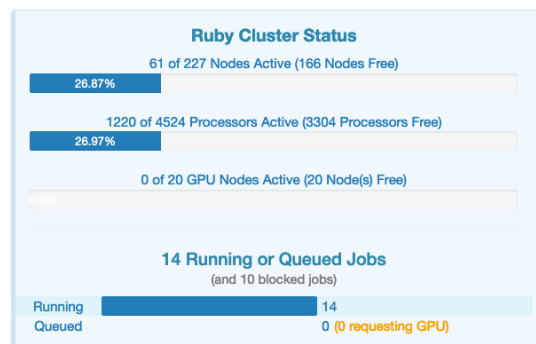 Ruby Cluster Status
61 of 227 Nodes Active (166 Nodes Free)
26.87%
1220 of 4524 Processors Active (3304 Processors Free)
26.97%
0 of 20 GPU Nodes Active (20 Node(s) Free)
0.0%
14 Running or Queued Jobs
(and 10 blocked jobs)
Running 14
Queued 0 (0 requesting GPU)